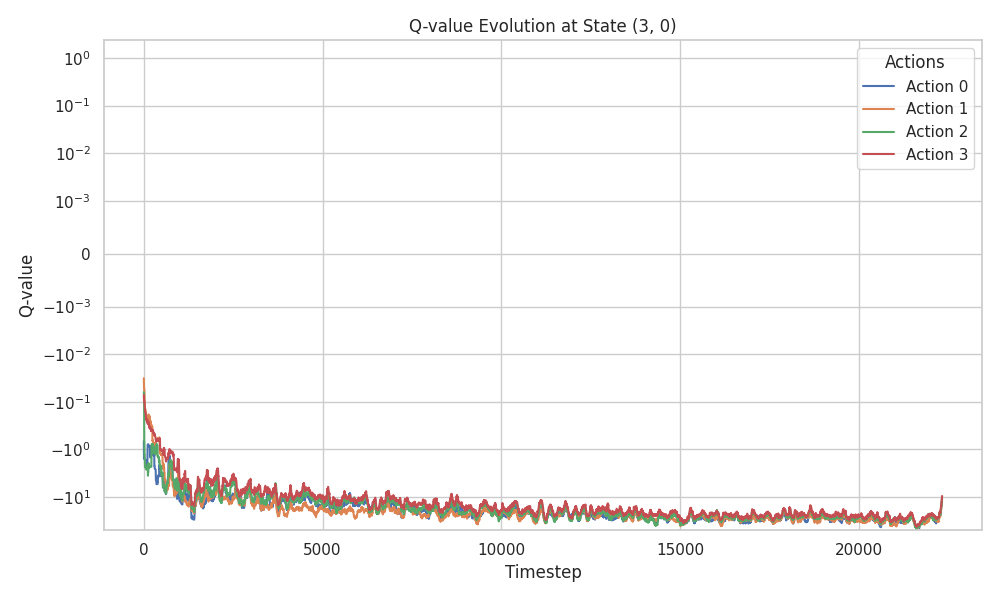 Q-value Evolution at State (3, 0)
Actions
Action 0
Action 1
Action 2
Action 3
Q-value
10⁰
10⁻¹
10⁻²
10⁻³
0
−10⁻³
−10⁻²
−10⁻¹
−10⁰
−10¹
0 5000 10000 15000 20000
Timestep